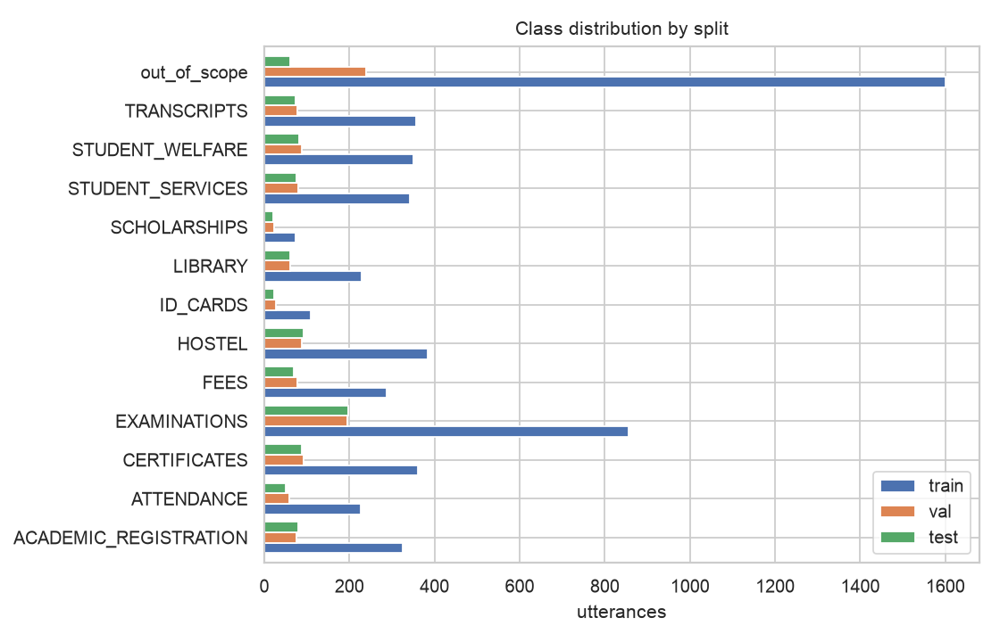 Class distribution by split
out_of_scope
TRANSCRIPTS
STUDENT_WELFARE
STUDENT_SERVICES
SCHOLARSHIPS
LIBRARY
ID_CARDS
HOSTEL
FEES
EXAMINATIONS
CERTIFICATES
ATTENDANCE
ACADEMIC_REGISTRATION
train
val
test
0 200 400 600 800 1000 1200 1400 1600
utterances